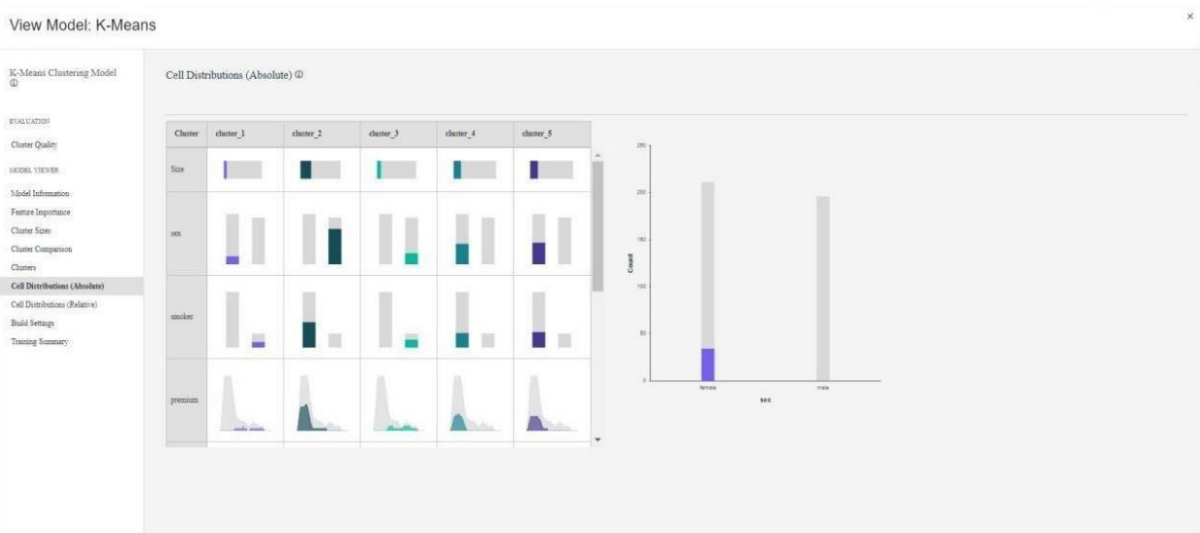 View Model: K-Means
×
K-Means Clustering Model
EVALUATION
Cluster Quality
MODEL VIEWER
Model Information
Feature Importance
Cluster Sizes
Cluster Comparison
Clusters
Cell Distributions (Absolute)
Cell Distributions (Relative)
Build Settings
Training Summary
Cell Distributions (Absolute)
Cluster cluster_1 cluster_2 cluster_3 cluster_4 cluster_5
Size
sex
smoker
premium
250
200
150
100
50
0
Count
female male
sex